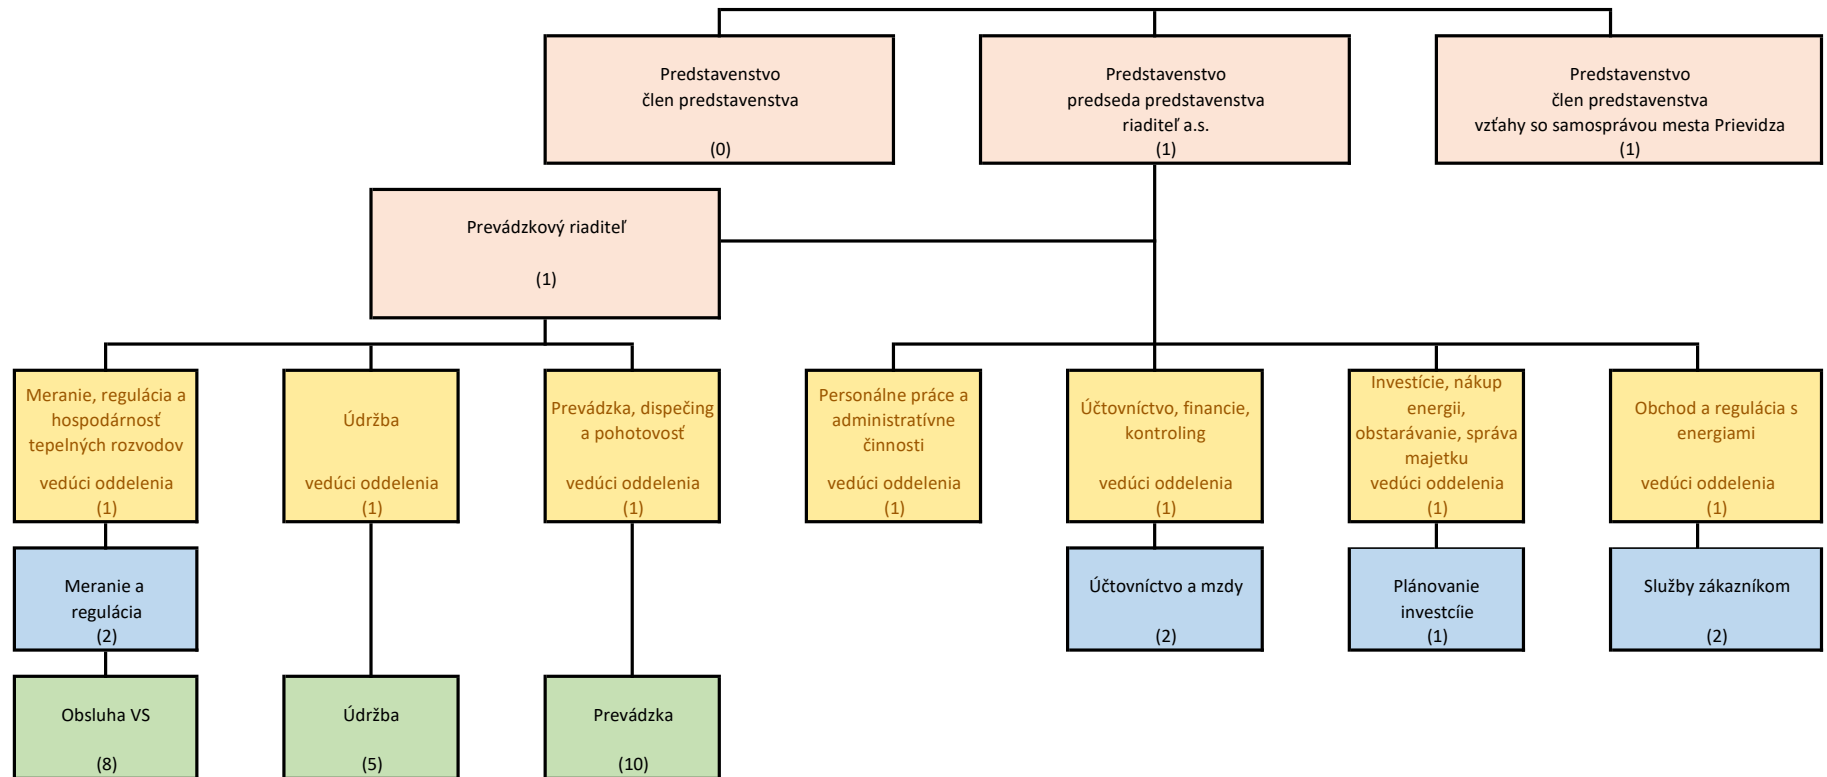 Predstavenstvo
člen predstavenstva
(0)
Predstavenstvo
predseda predstavenstva
riaditeľ a.s.
(1)
Predstavenstvo
člen predstavenstva
vzťahy so samosprávou mesta Prievidza
(1)
Prevádzkový riaditeľ
(1)
Meranie, regulácia a
hospodárnosť
tepelných rozvodov
vedúci oddelenia
(1)
Údržba
vedúci oddelenia
(1)
Prevádzka, dispečing
a pohotovosť
vedúci oddelenia
(1)
Personálne práce a
administratívne
činnosti
vedúci oddelenia
(1)
Účtovníctvo, financie,
kontroling
vedúci oddelenia
(1)
Investície, nákup
energii,
obstarávanie, správa
majetku
vedúci oddelenia
(1)
Obchod a regulácia s
energiami
vedúci oddelenia
(1)
Meranie a
regulácia
(2)
Účtovníctvo a mzdy
(2)
Plánovanie
investcíie
(1)
Služby zákazníkom
(2)
Obsluha VS
(8)
Údržba
(5)
Prevádzka
(10)